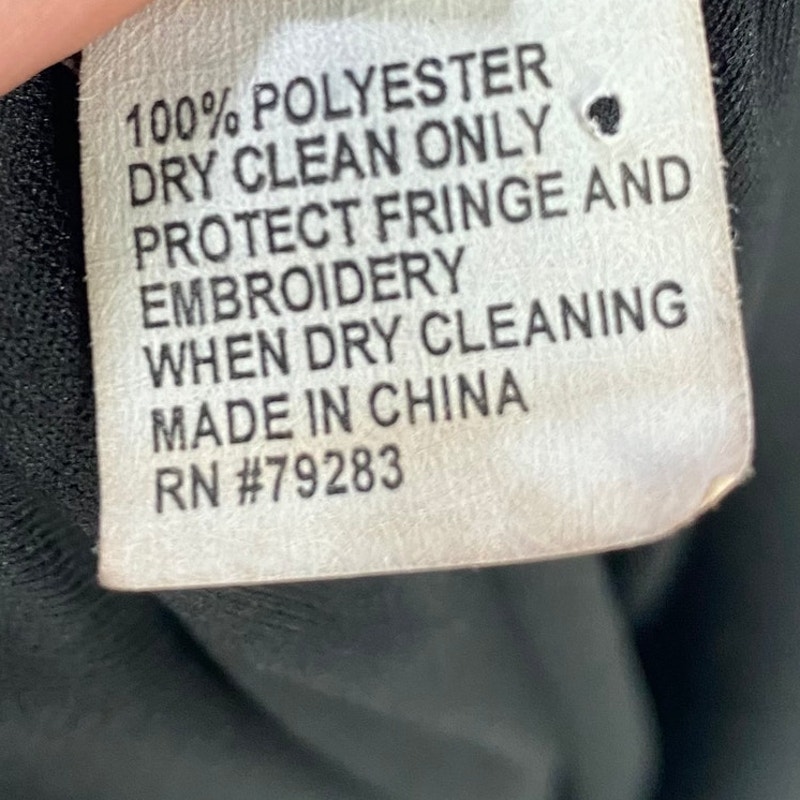 100% POLYESTER
DRY CLEAN ONLY
PROTECT FRINGE AND
EMBROIDERY
WHEN DRY CLEANING
MADE IN CHINA
RN #79283